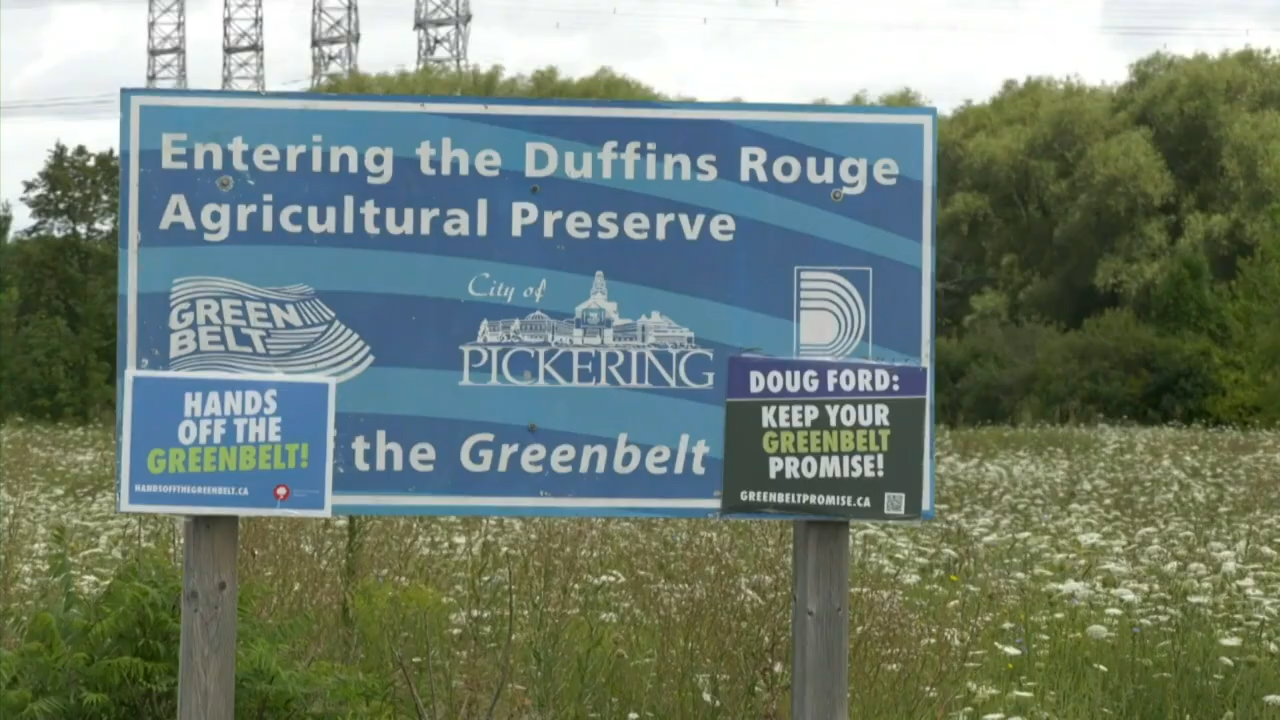 Entering the Duffins Rouge
Agricultural Preserve
GREEN
BELT
City of
PICKERING
the Greenbelt
HANDS
OFF THE
GREENBELT!
HANDSOFFTHEGREENBELT.CA
DOUG FORD:
KEEP YOUR
GREENBELT
PROMISE!
GREENBELTPROMISE.CA